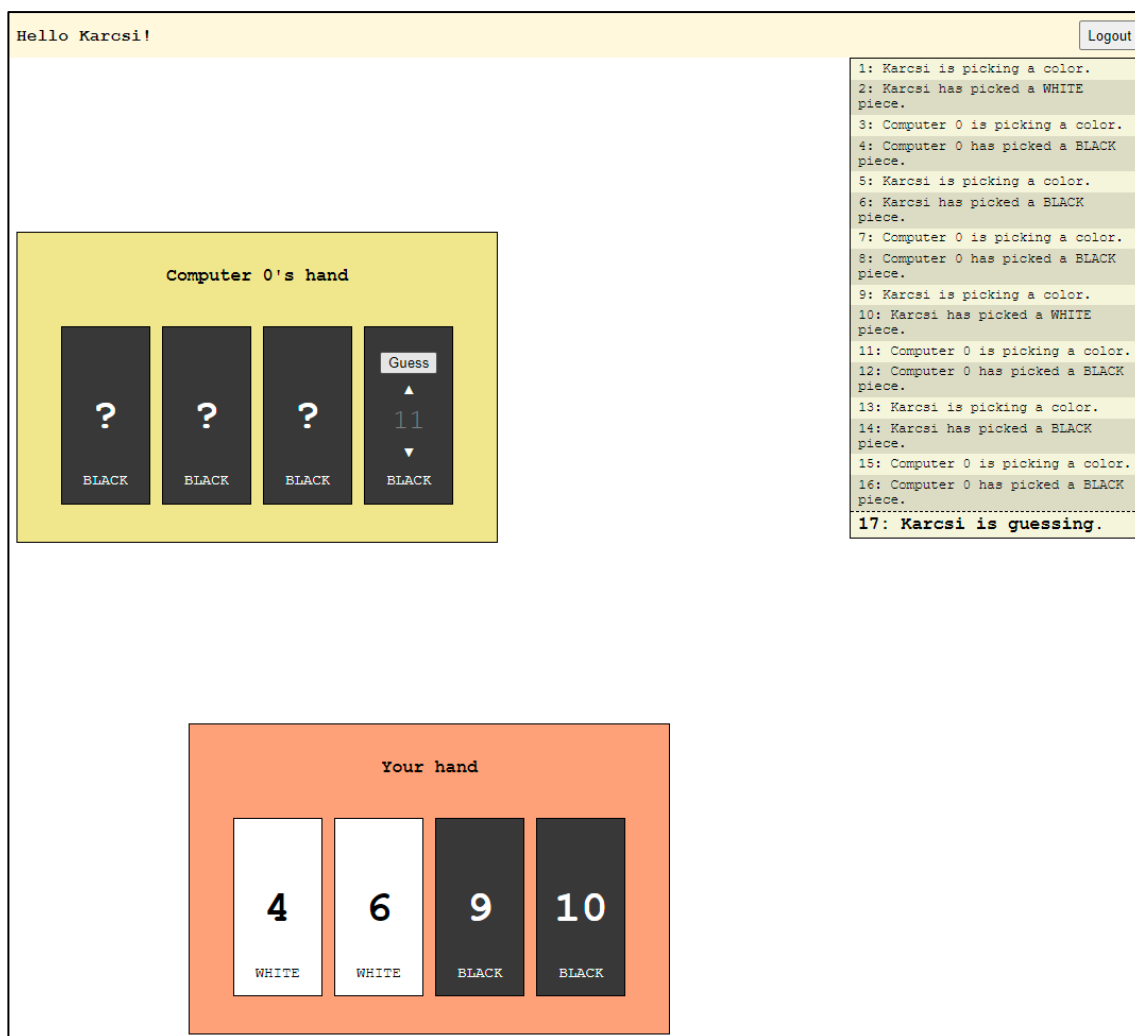 Hello Karcsi!
Logout
1: Karcsi is picking a color.
2: Karcsi has picked a WHITE
piece.
3: Computer 0 is picking a color.
4: Computer 0 has picked a BLACK
piece.
5: Karcsi is picking a color.
6: Karcsi has picked a BLACK
piece.
7: Computer 0 is picking a color.
8: Computer 0 has picked a BLACK
piece.
9: Karcsi is picking a color.
10: Karcsi has picked a WHITE
piece.
11: Computer 0 is picking a color.
12: Computer 0 has picked a BLACK
piece.
13: Karcsi is picking a color.
14: Karcsi has picked a BLACK
piece.
15: Computer 0 is picking a color.
16: Computer 0 has picked a BLACK
piece.
17: Karcsi is guessing.
Computer 0's hand
Guess
▲
? ? ? 11
▼
BLACK BLACK BLACK BLACK
Your hand
4 6 9 10
WHITE WHITE BLACK BLACK